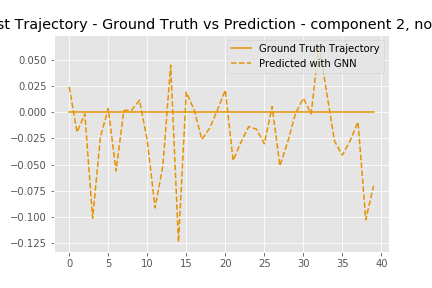 st Trajectory - Ground Truth vs Prediction - component 2, no
Ground Truth Trajectory
Predicted with GNN
0.050
0.025
0.000
−0.025
−0.050
−0.075
−0.100
−0.125
0 5 10 15 20 25 30 35 40